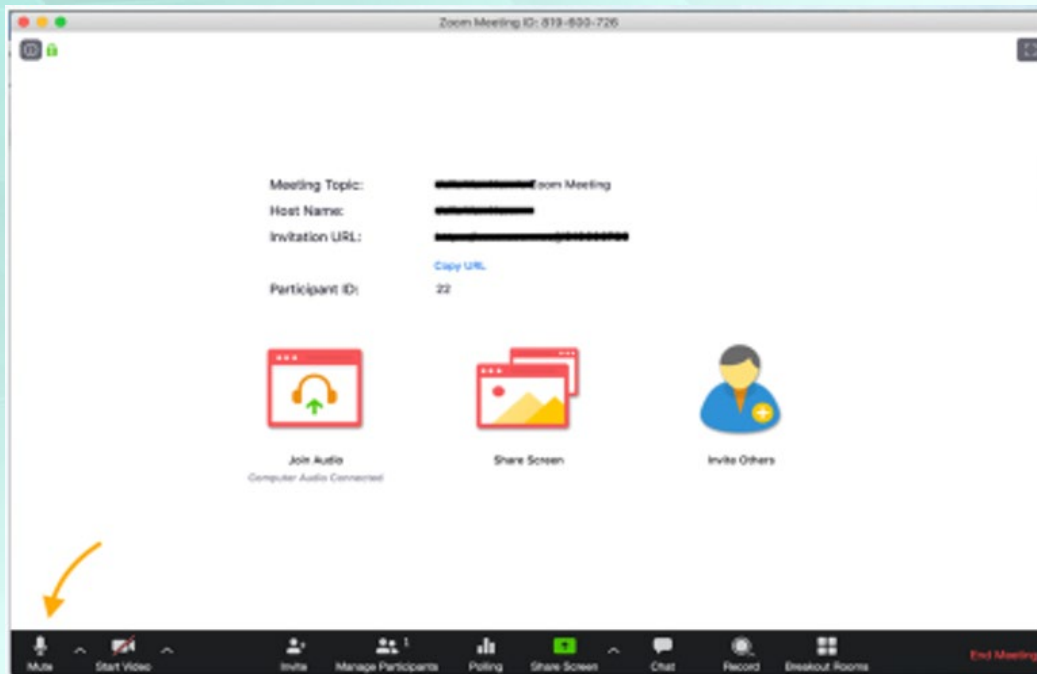 Zoom Meeting ID: 819-600-726
Meeting Topic: Zoom Meeting
Host Name:
Invitation URL:
Copy URL
Participant ID: 22
Join Audio Share Screen Invite Others
Computer Audio Connected
Mute Start Video Invite Manage Participants 1 Polling Share Screen Chat Record Breakout Rooms End Meeting